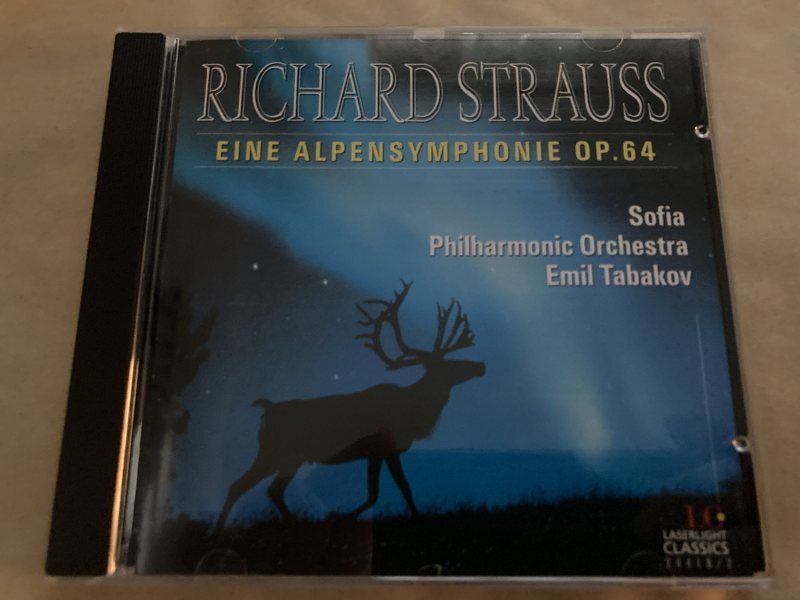 RICHARD STRAUSS
EINE ALPENSYMPHONIE OP.64
Sofia
Philharmonic Orchestra
Emil Tabakov
LC
LASERLIGHT
CLASSICS